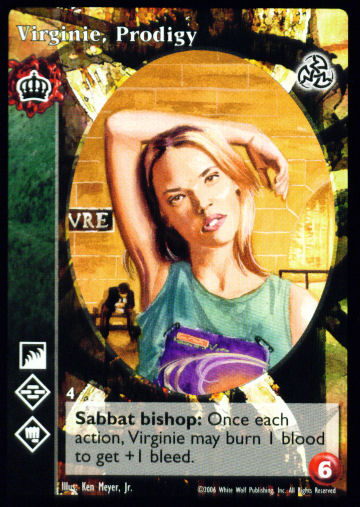 Virginie, Prodigy
VRE
4
Sabbat bishop: Once each
action, Virginie may burn 1 blood
to get +1 bleed.
6
Illus: Ken Meyer, Jr.
©2006 White Wolf Publishing, Inc. All Rights Reserved.